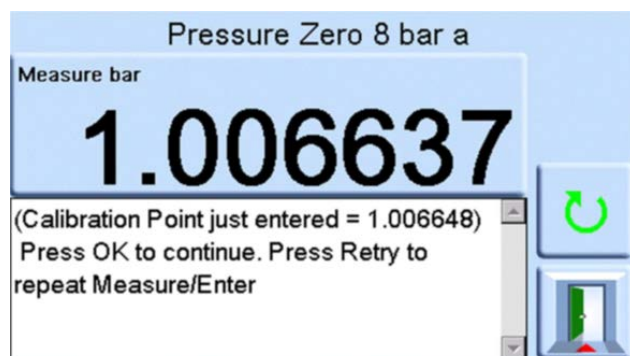 Pressure Zero 8 bar a
Measure bar
1.006637
(Calibration Point just entered = 1.006648)
Press OK to continue. Press Retry to
repeat Measure/Enter